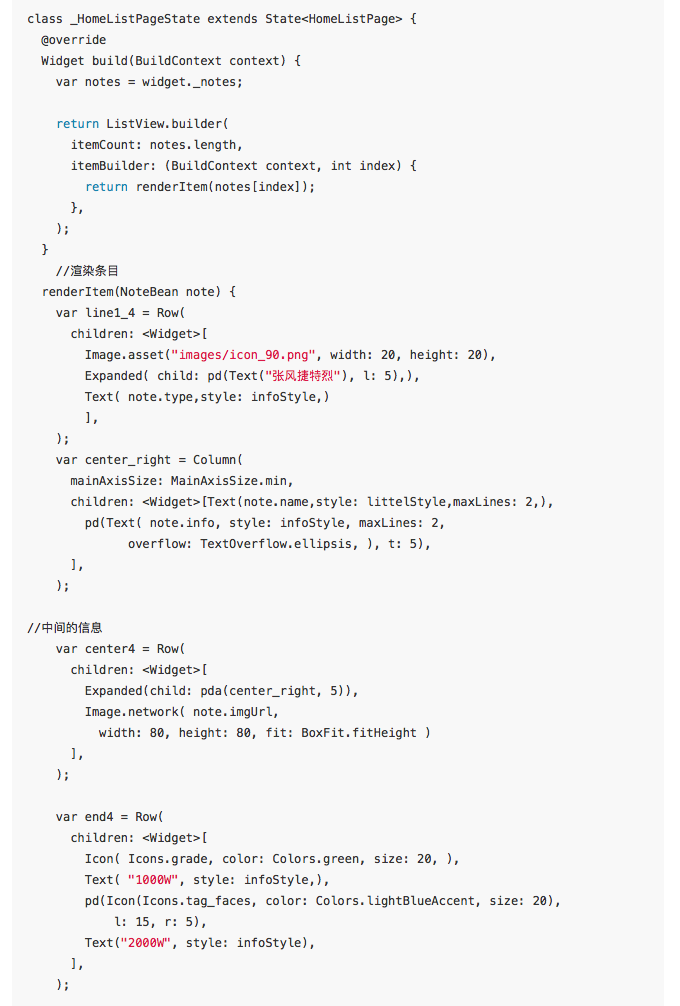 class _HomeListPageState extends State<HomeListPage> {
  @override
  Widget build(BuildContext context) {
    var notes = widget._notes;

    return ListView.builder(
      itemCount: notes.length,
      itemBuilder: (BuildContext context, int index) {
        return renderItem(notes[index]);
      },
    );
  }
    //渲染条目
  renderItem(NoteBean note) {
    var line1_4 = Row(
      children: <Widget>[
        Image.asset("images/icon_90.png", width: 20, height: 20),
        Expanded( child: pd(Text("张风捷特烈"), l: 5),),
        Text( note.type,style: infoStyle,)
        ],
    );
    var center_right = Column(
      mainAxisSize: MainAxisSize.min,
      children: <Widget>[Text(note.name,style: littelStyle,maxLines: 2,),
        pd(Text( note.info, style: infoStyle, maxLines: 2,
              overflow: TextOverflow.ellipsis, ), t: 5),
      ],
    );

//中间的信息
    var center4 = Row(
      children: <Widget>[
        Expanded(child: pda(center_right, 5)),
        Image.network( note.imgUrl,
          width: 80, height: 80, fit: BoxFit.fitHeight )
      ],
    );

    var end4 = Row(
      children: <Widget>[
        Icon( Icons.grade, color: Colors.green, size: 20, ),
        Text( "1000W", style: infoStyle,),
        pd(Icon(Icons.tag_faces, color: Colors.lightBlueAccent, size: 20),
            l: 15, r: 5),
        Text("2000W", style: infoStyle),
      ],
    );